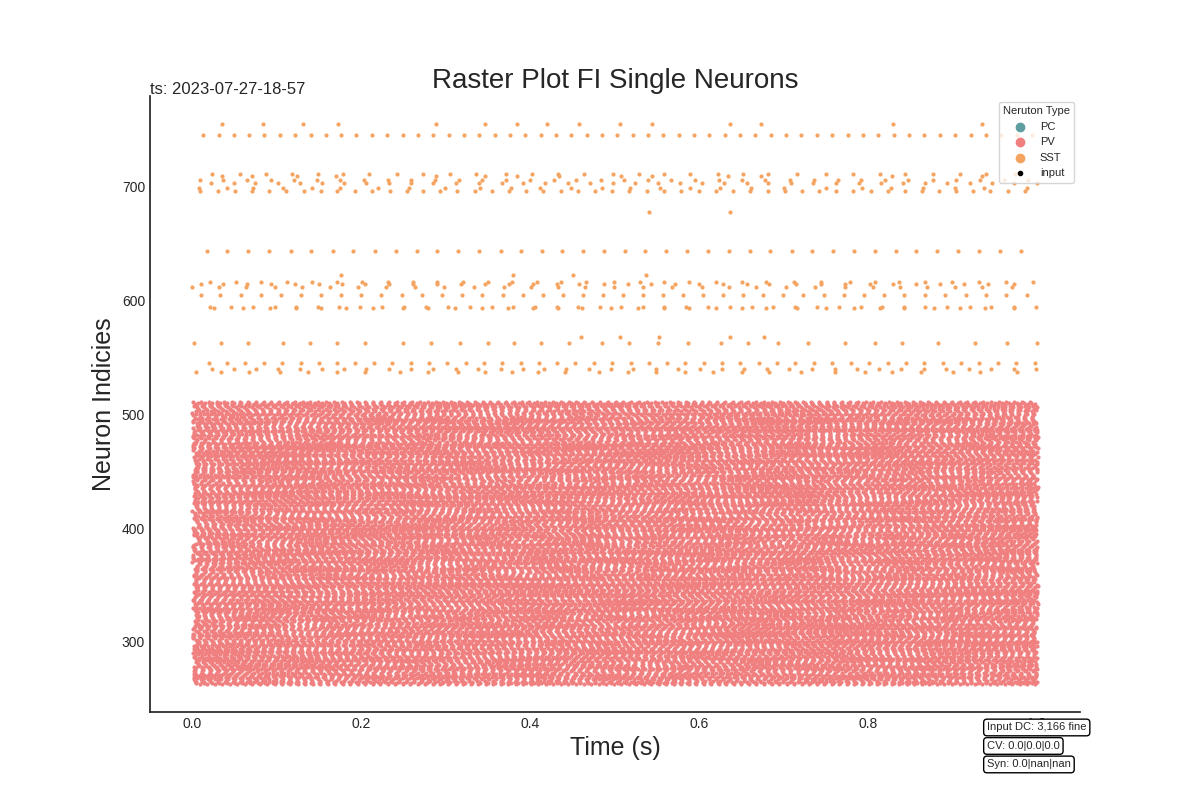 Raster Plot FI Single Neurons
ts: 2023-07-27-18-57
Neruton Type
PC
PV
SST
input
Neuron Indicies
700
600
500
400
300
0.0 0.2 0.4 0.6 0.8
Time (s)
Input DC: 3,166 fine
CV: 0.0|0.0|0.0
Syn: 0.0|nan|nan